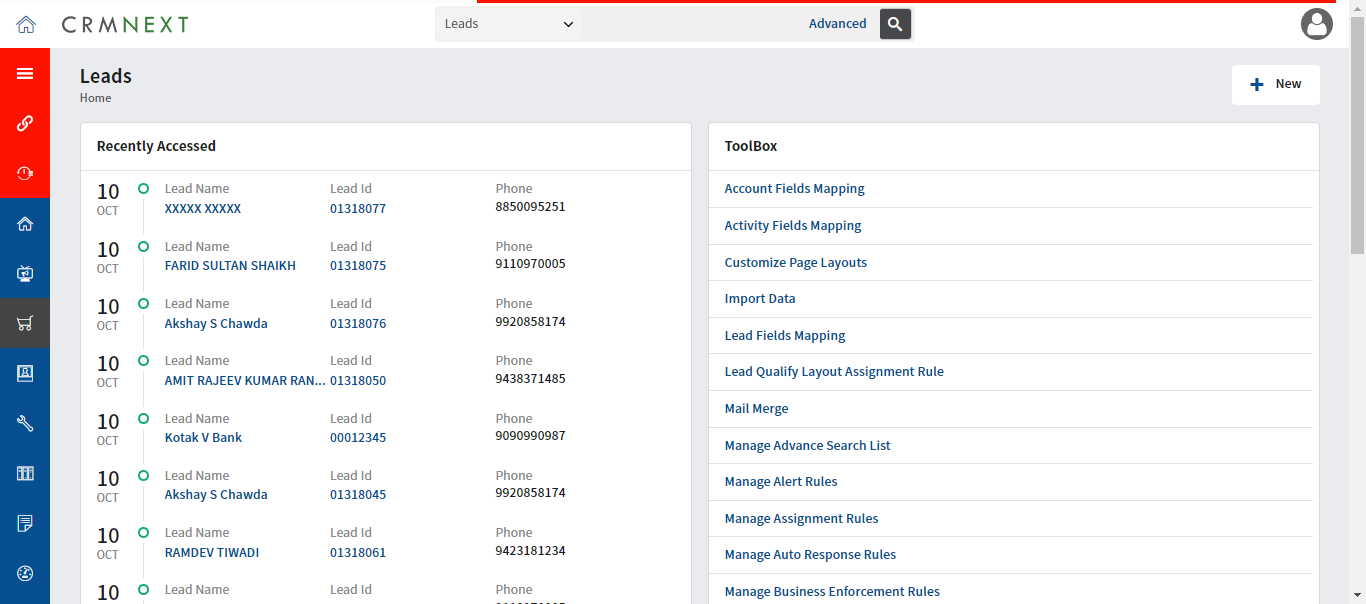 CRMNEXT
Leads
Advanced
Leads
Home
New
Recently Accessed
10 OCT
Lead Name Lead Id Phone
XXXXX XXXXX 01318077 8850095251
10 OCT
Lead Name Lead Id Phone
FARID SULTAN SHAIKH 01318075 9110970005
10 OCT
Lead Name Lead Id Phone
Akshay S Chawda 01318076 9920858174
10 OCT
Lead Name Lead Id Phone
AMIT RAJEEV KUMAR RAN... 01318050 9438371485
10 OCT
Lead Name Lead Id Phone
Kotak V Bank 00012345 9090990987
10 OCT
Lead Name Lead Id Phone
Akshay S Chawda 01318045 9920858174
10 OCT
Lead Name Lead Id Phone
RAMDEV TIWADI 01318061 9423181234
10
Lead Name Lead Id Phone
ToolBox
Account Fields Mapping
Activity Fields Mapping
Customize Page Layouts
Import Data
Lead Fields Mapping
Lead Qualify Layout Assignment Rule
Mail Merge
Manage Advance Search List
Manage Alert Rules
Manage Assignment Rules
Manage Auto Response Rules
Manage Business Enforcement Rules